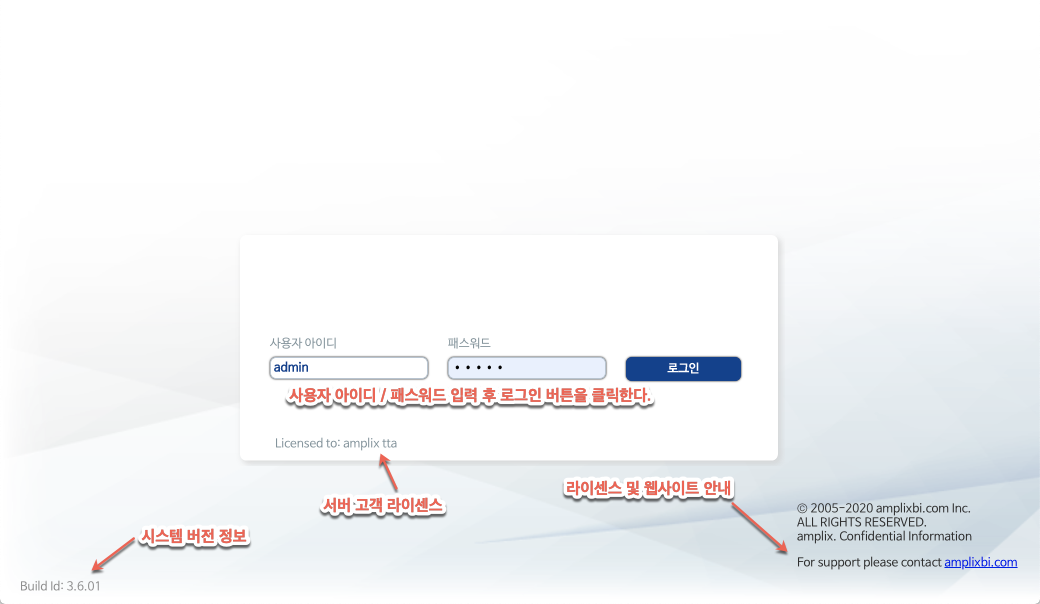 사용자 아이디
패스워드
admin
•••••
로그인
사용자 아이디 / 패스워드 입력 후 로그인 버튼을 클릭한다.
Licensed to: amplix tta
서버 고객 라이센스
라이센스 및 웹사이트 안내
© 2005-2020 amplixbi.com Inc.
ALL RIGHTS RESERVED.
amplix. Confidential Information
For support please contact amplixbi.com
시스템 버전 정보
Build Id: 3.6.01